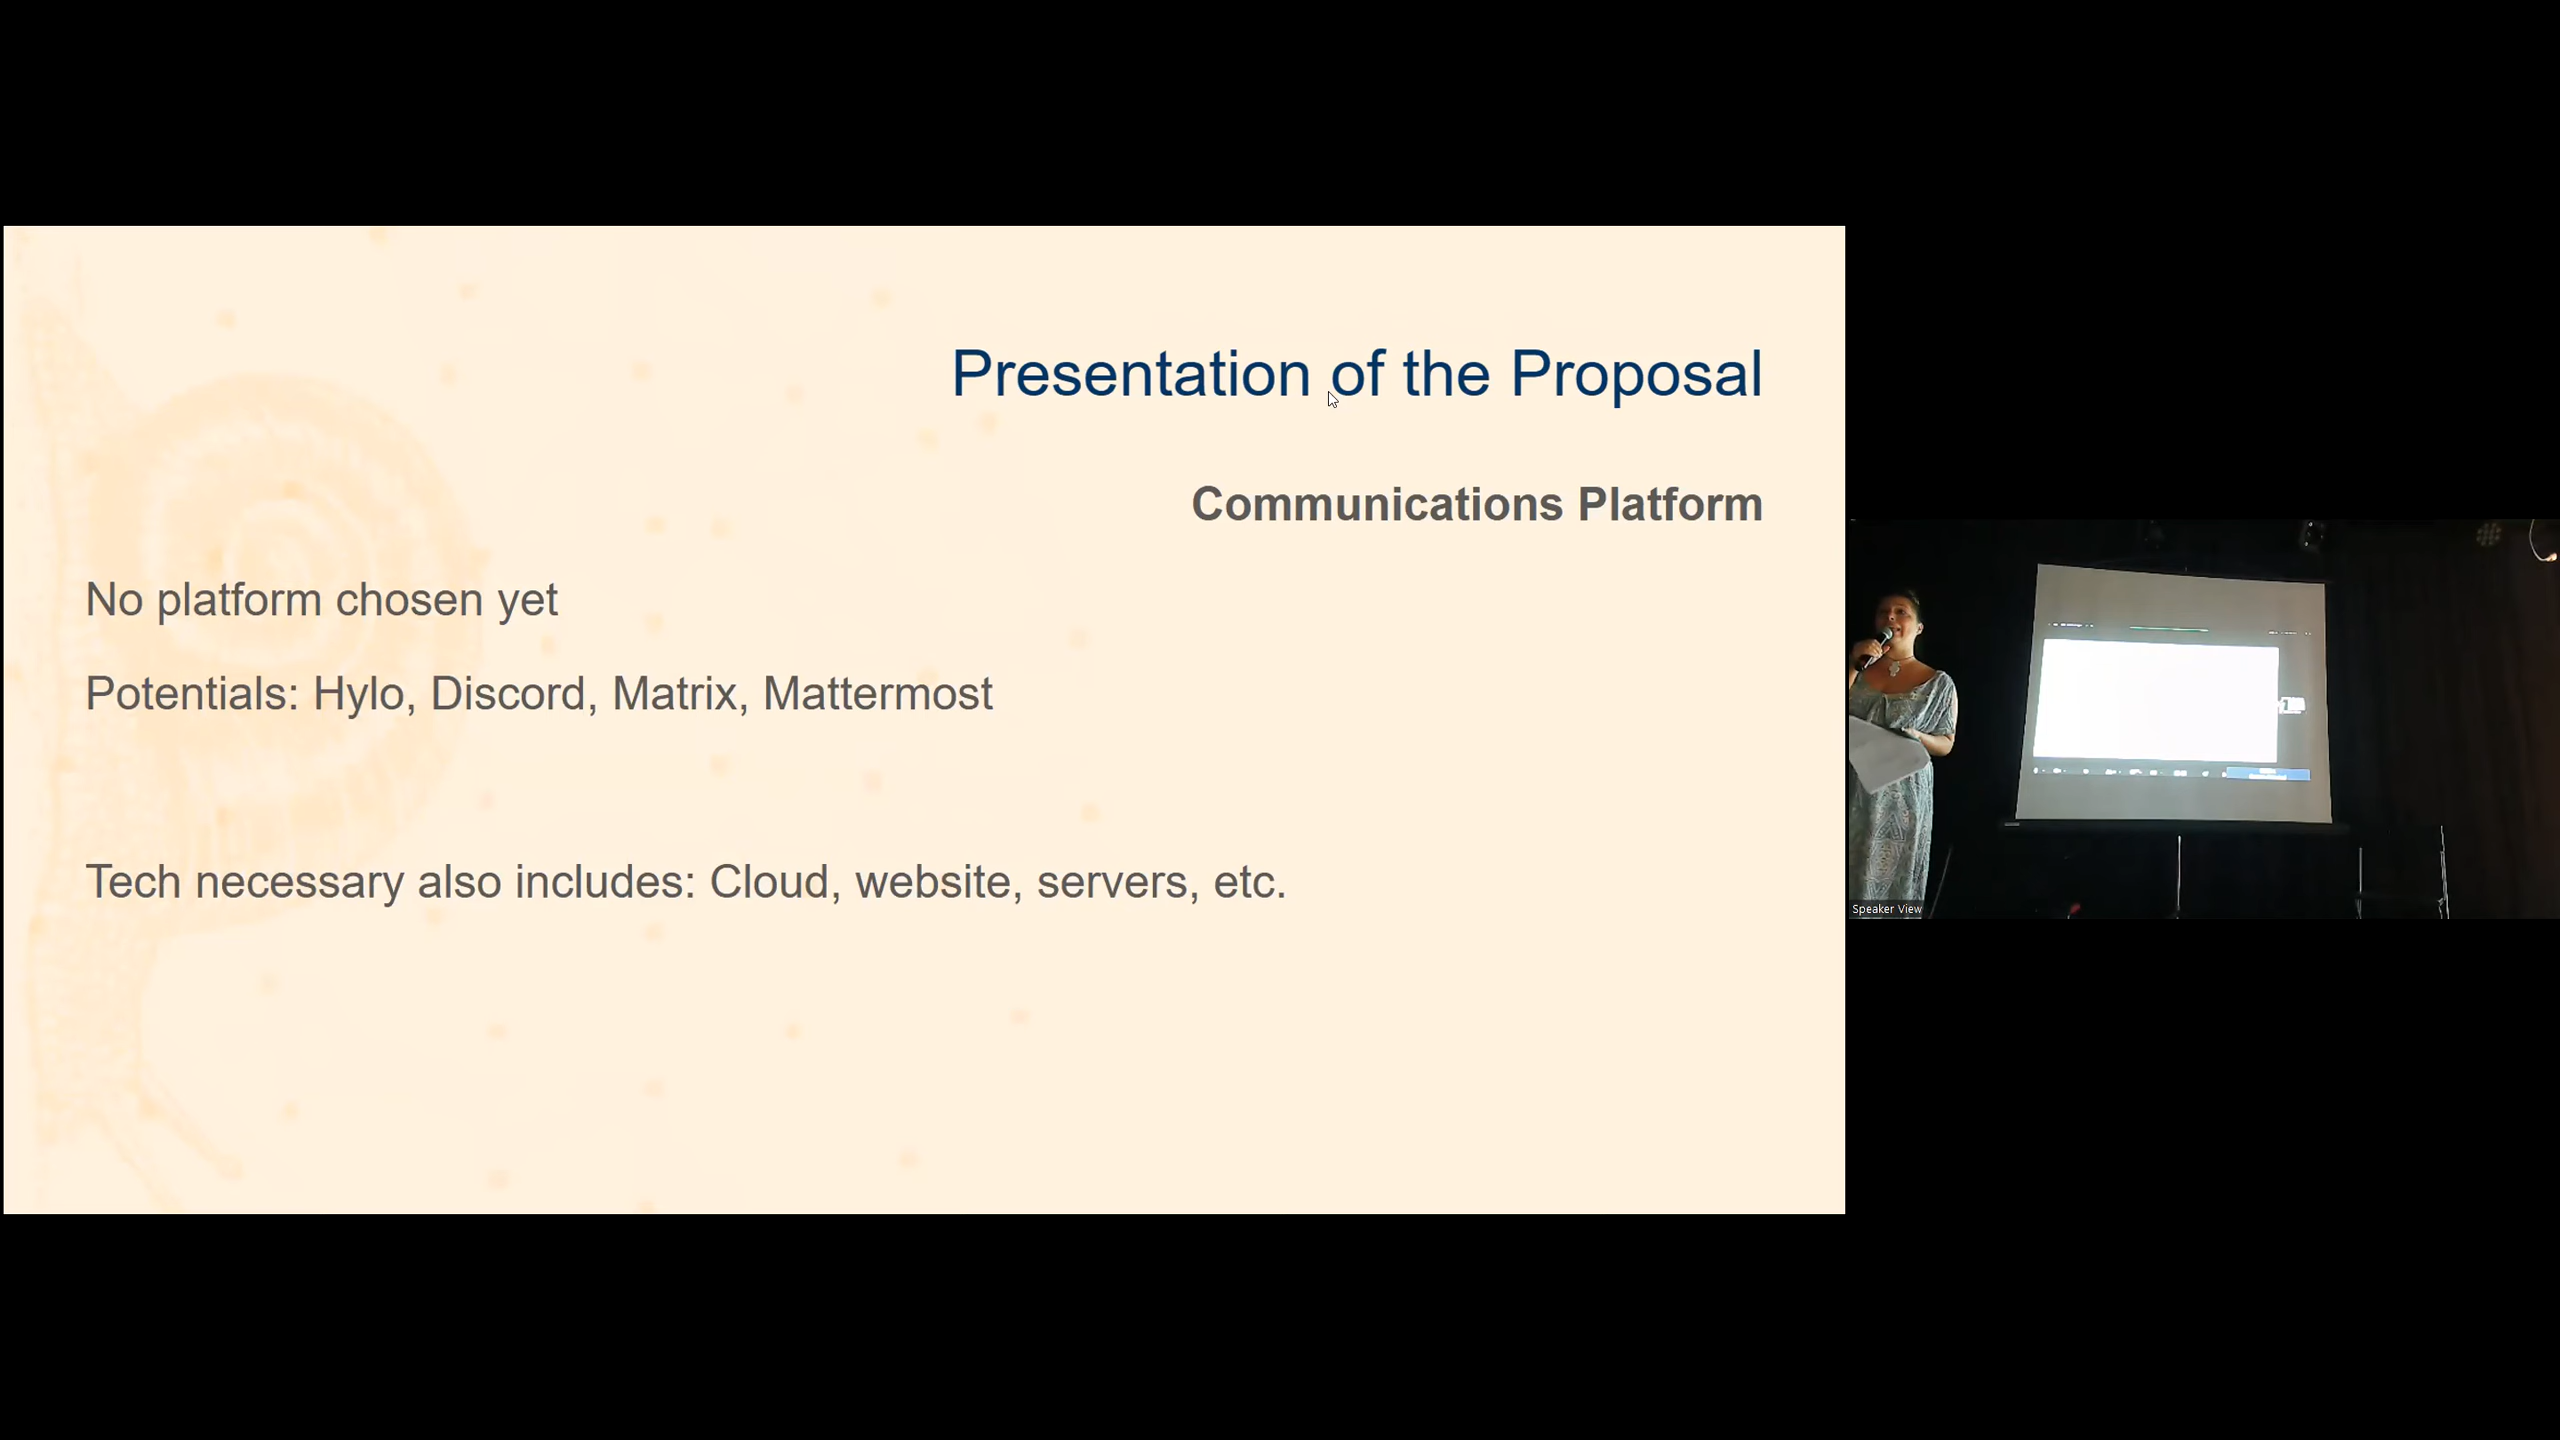 Presentation of the Proposal
Communications Platform
No platform chosen yet
Potentials: Hylo, Discord, Matrix, Mattermost
Tech necessary also includes: Cloud, website, servers, etc.
Speaker View